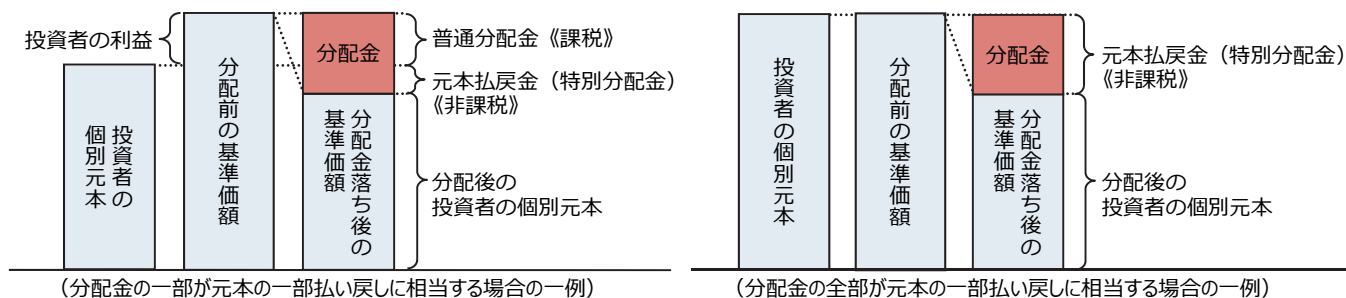 投資者の利益
投資者の
個別元本
分配前の基準価額
分配金
分配金落ち後の
基準価額
普通分配金《課税》
元本払戻金（特別分配金）
《非課税》
分配後の
投資者の個別元本
（分配金の一部が元本の一部払い戻しに相当する場合の一例）
投資者の個別元本
分配前の基準価額
分配金
分配金落ち後の
基準価額
元本払戻金（特別分配金）
《非課税》
分配後の
投資者の個別元本
（分配金の全部が元本の一部払い戻しに相当する場合の一例）